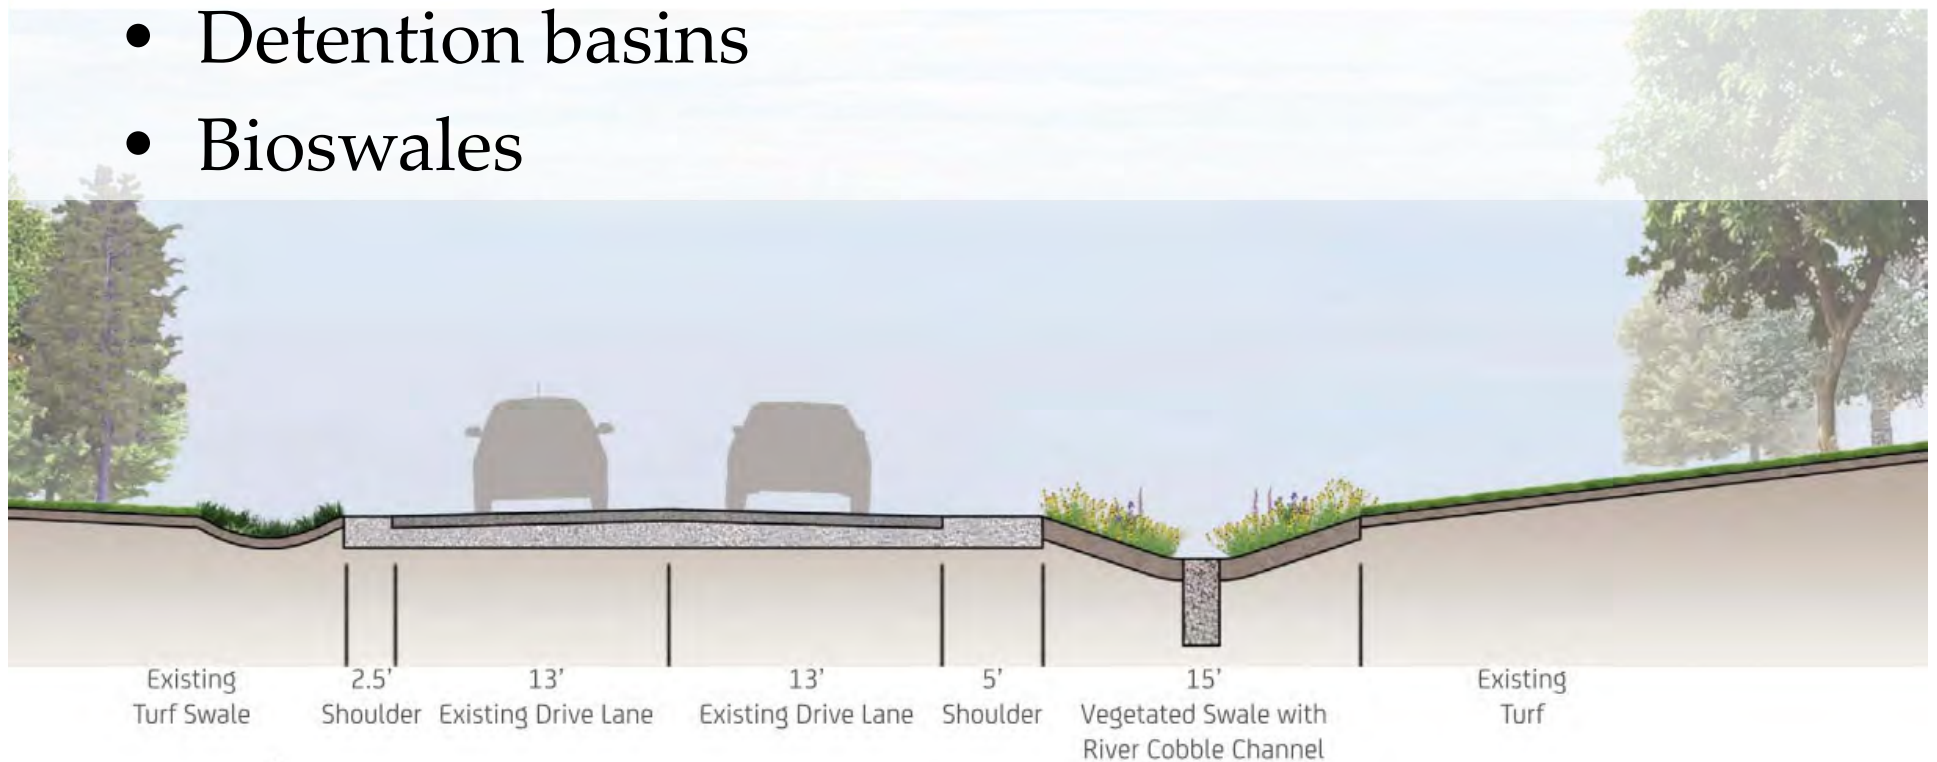 • Detention basins
• Bioswales
Existing
Turf Swale
2.5’
Shoulder
13’
Existing Drive Lane
13’
Existing Drive Lane
5’
Shoulder
15’
Vegetated Swale with
River Cobble Channel
Existing
Turf